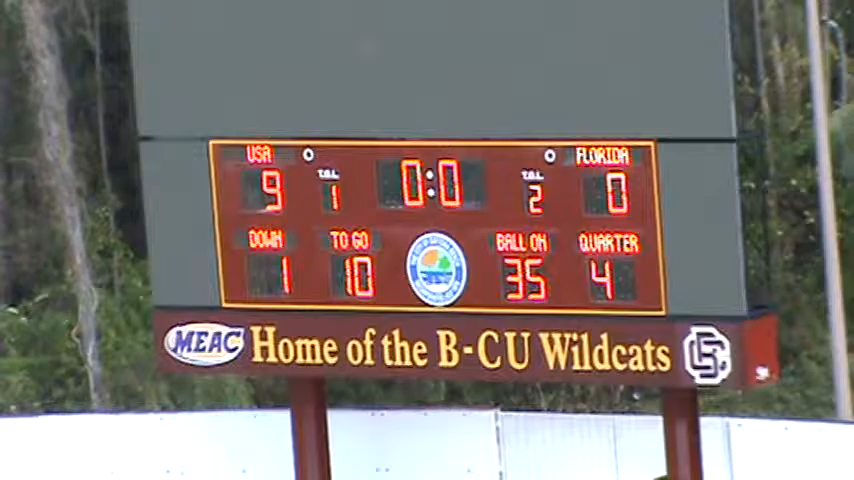 USA 0:0 FLORIDA
9 T.O.L. 1 T.O.L. 2 0
DOWN TO GO BALL ON QUARTER
1 10 35 4
MEAC Home of the B-CU Wildcats